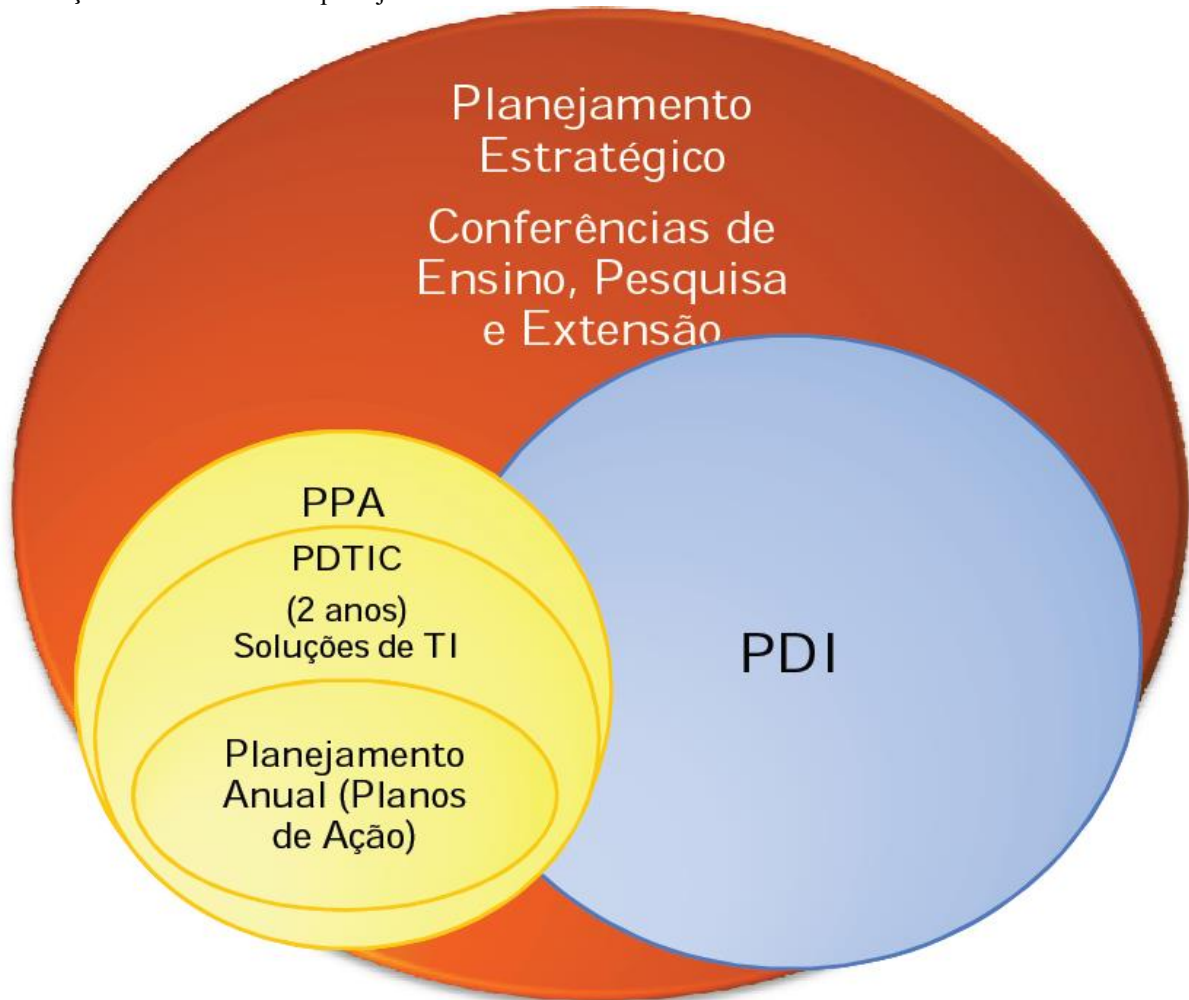 Planejamento
Estratégico
Conferências de
Ensino, Pesquisa
e Extensão
PPA
PDTIC
(2 anos)
Soluções de TI
Planejamento
Anual (Planos
de Ação)
PDI